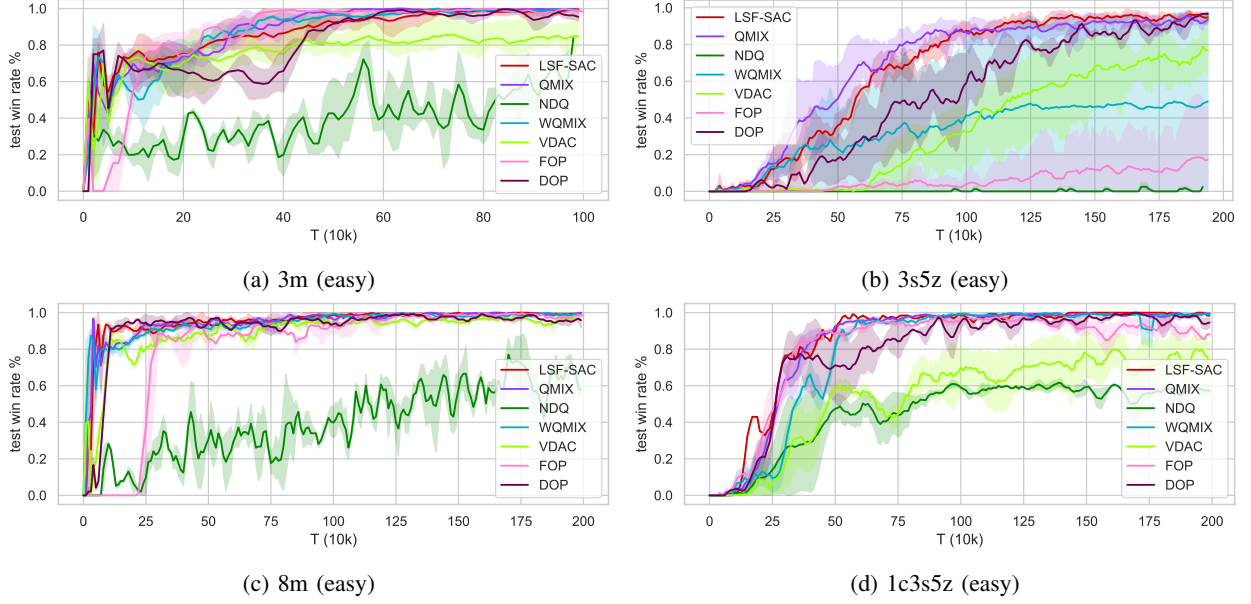 1.0
0.8
0.6
0.4
0.2
0.0
test win rate %
0 20 40 60 80 100
T (10k)
LSF-SAC
QMIX
NDQ
WQMIX
VDAC
FOP
DOP
(a) 3m (easy)
1.0
0.8
0.6
0.4
0.2
0.0
test win rate %
0 25 50 75 100 125 150 175 200
T (10k)
LSF-SAC
QMIX
NDQ
WQMIX
VDAC
FOP
DOP
(b) 3s5z (easy)
1.0
0.8
0.6
0.4
0.2
0.0
test win rate %
0 25 50 75 100 125 150 175 200
T (10k)
LSF-SAC
QMIX
NDQ
WQMIX
VDAC
FOP
DOP
(c) 8m (easy)
1.0
0.8
0.6
0.4
0.2
0.0
test win rate %
0 25 50 75 100 125 150 175 200
T (10k)
LSF-SAC
QMIX
NDQ
WQMIX
VDAC
FOP
DOP
(d) 1c3s5z (easy)